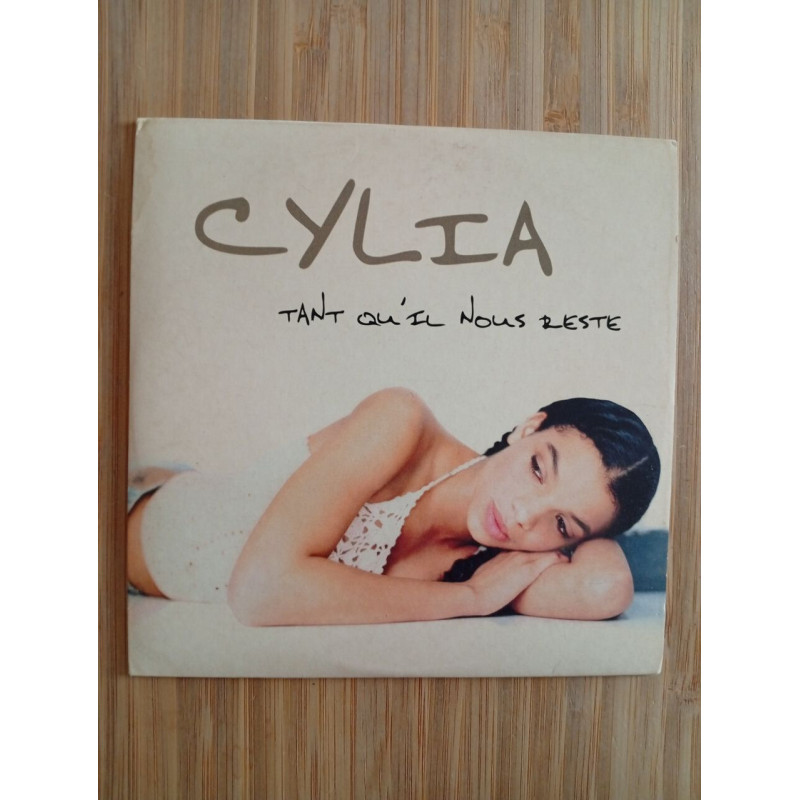 CYLIA
TANT QU'IL NOUS RESTE